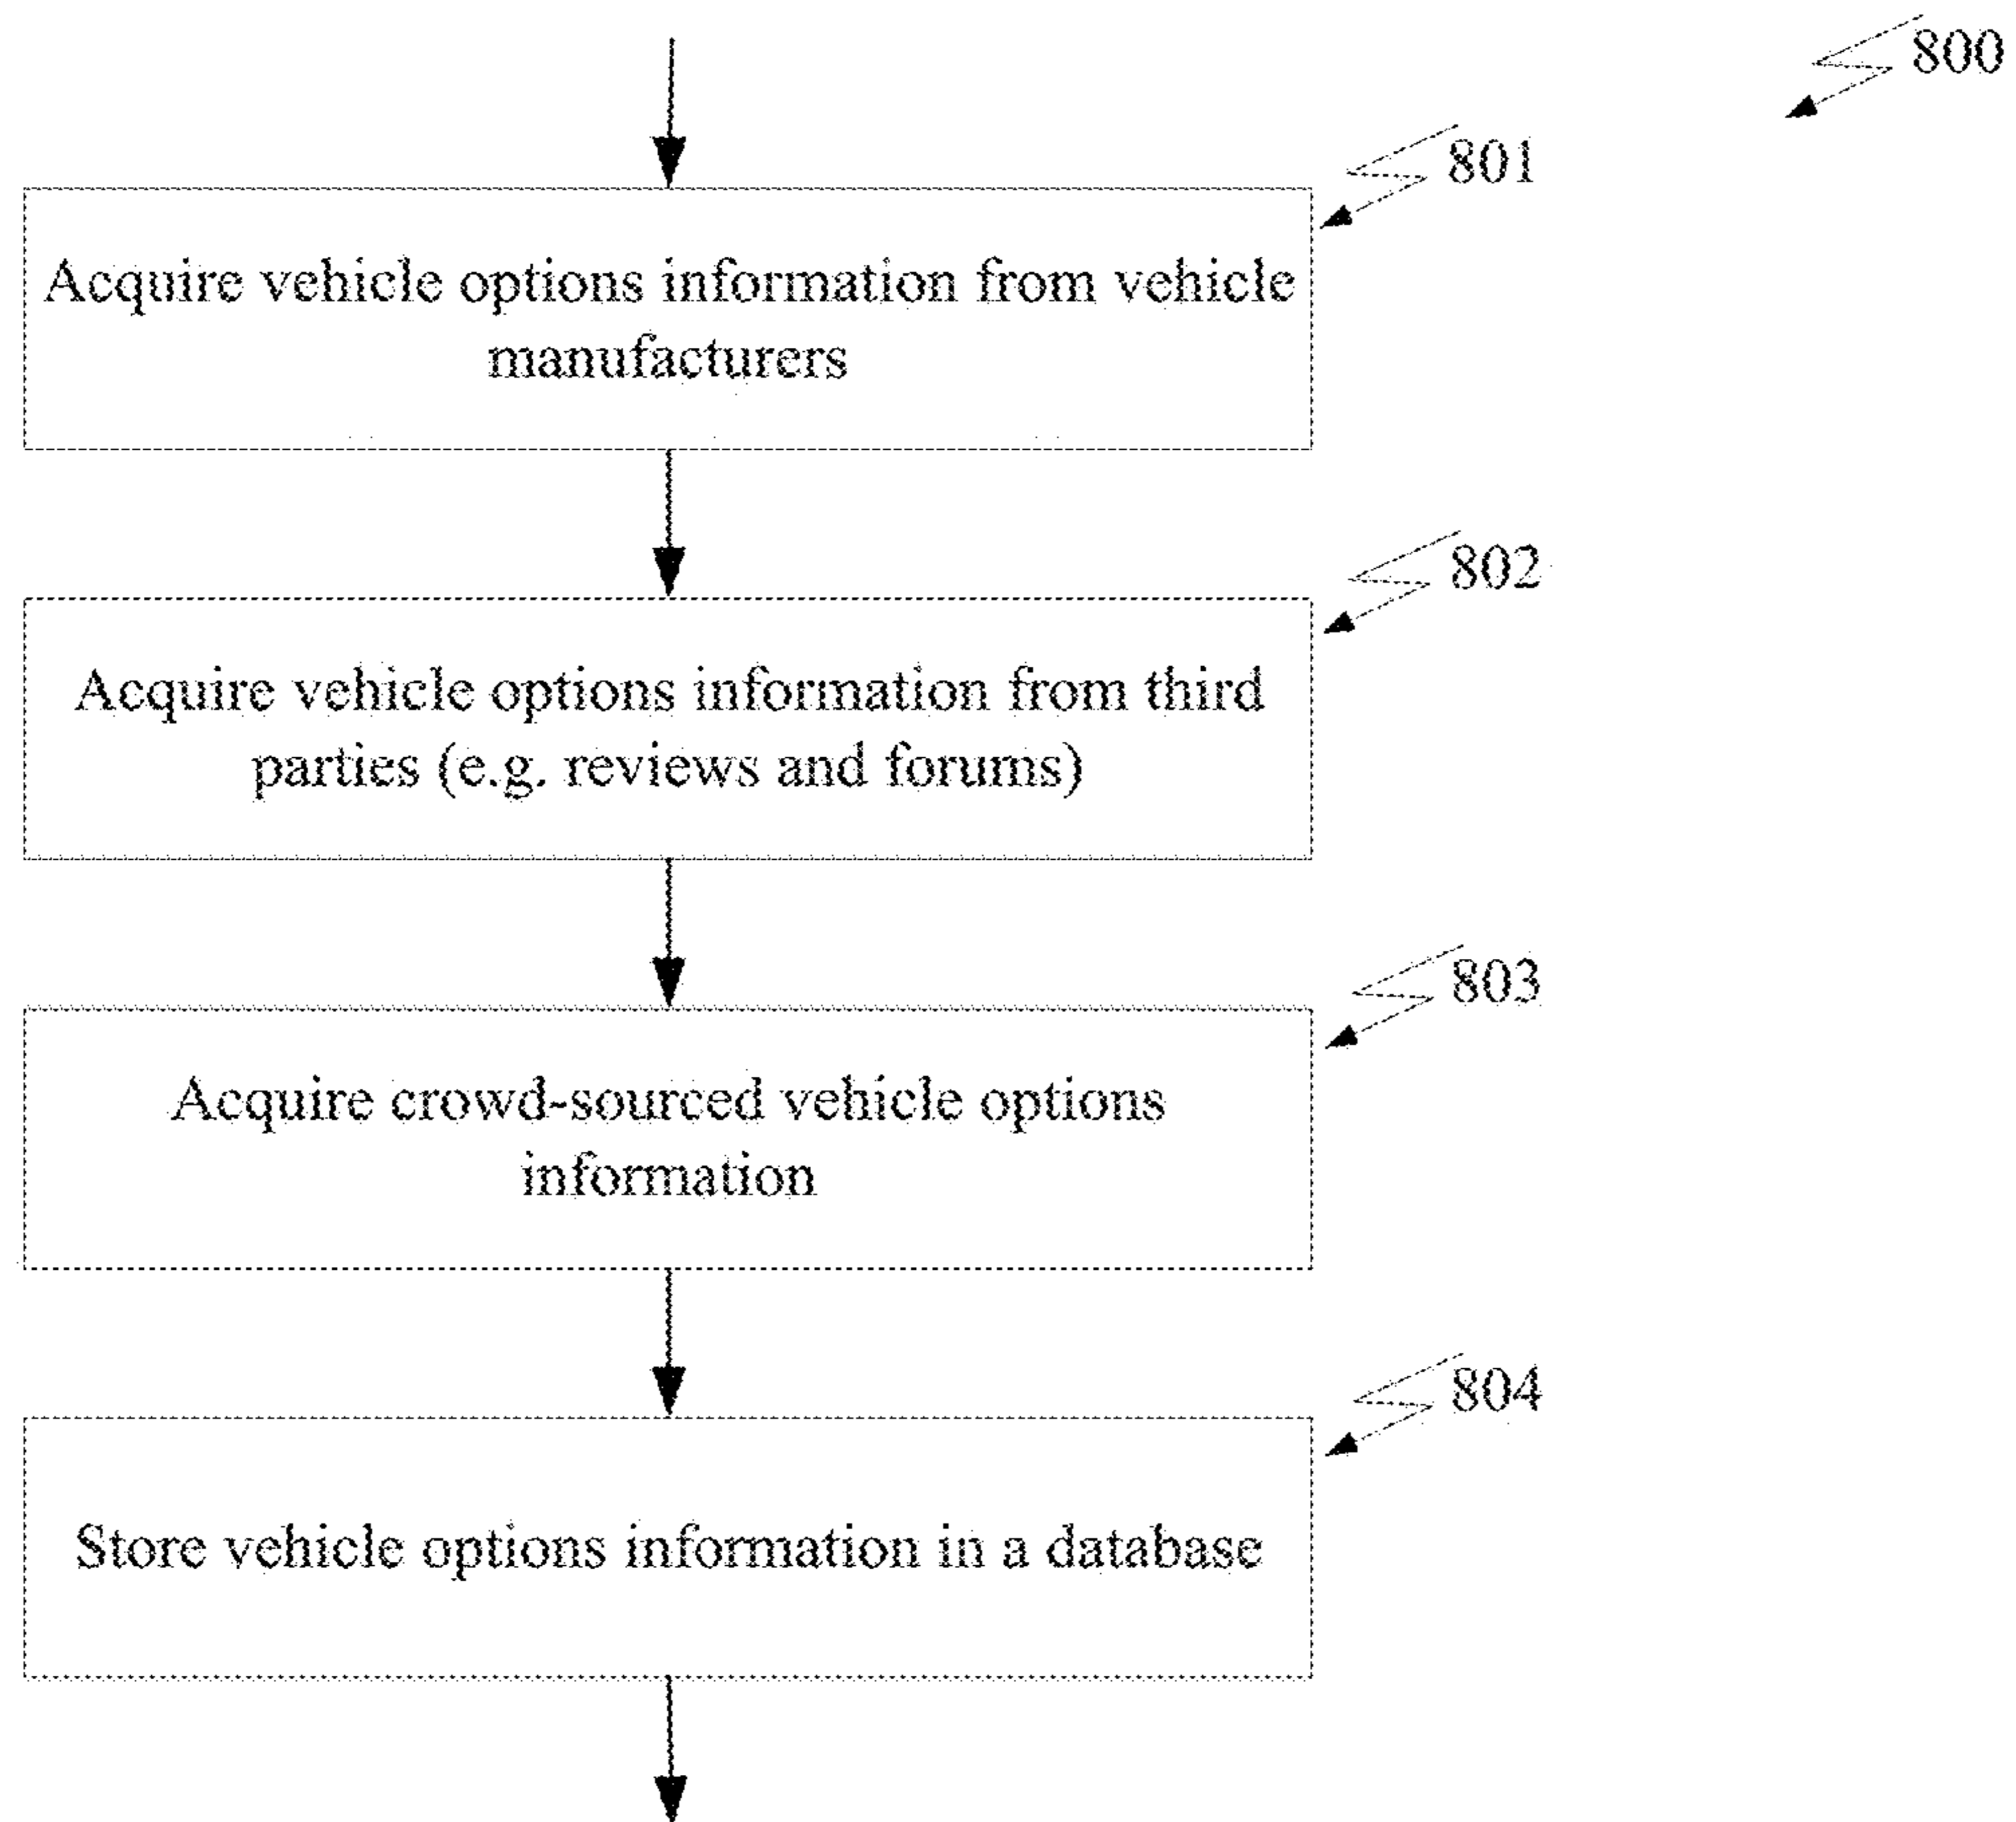 800
801
Acquire vehicle options information from vehicle
manufacturers
802
Acquire vehicle options information from third
parties (e.g. reviews and forums)
803
Acquire crowd-sourced vehicle options
information
804
Store vehicle options information in a database